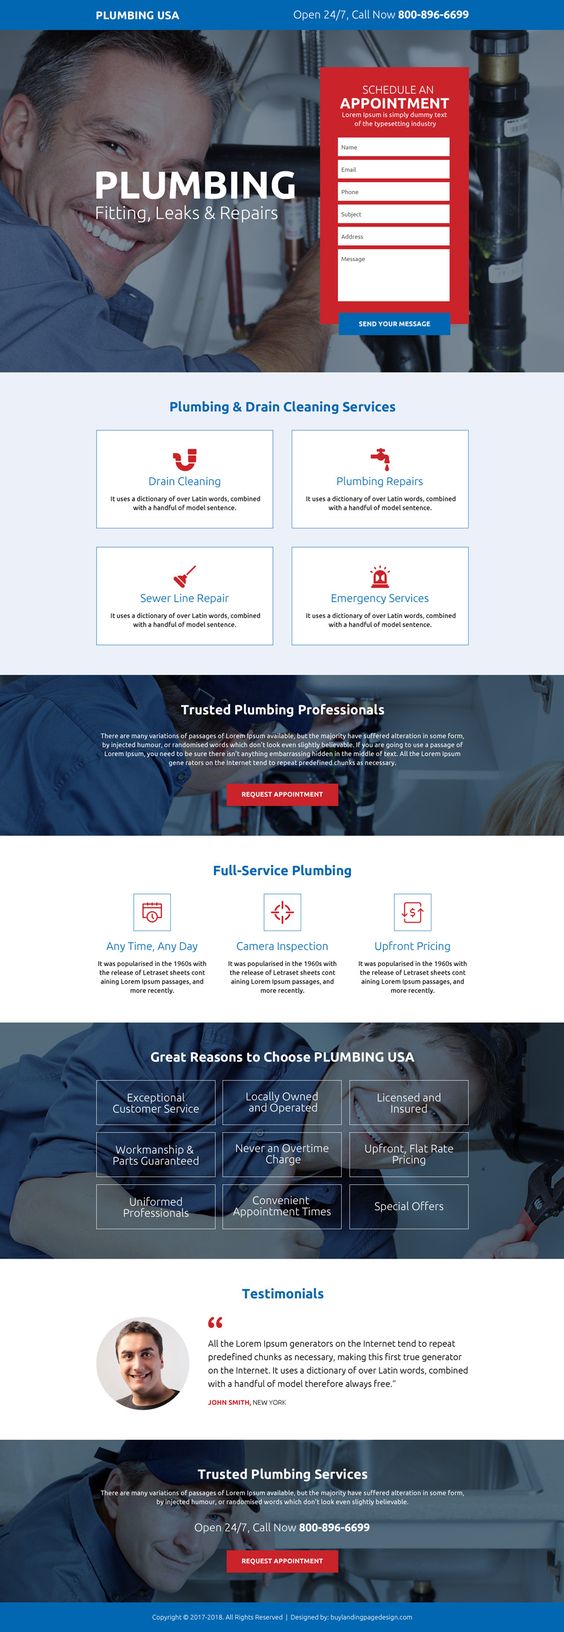 PLUMBING USA
Open 24/7, Call Now 800-896-6699
SCHEDULE AN
APPOINTMENT
Lorem Ipsum is simply dummy text
of the typesetting industry
Name
Email
Phone
Subject
Address
Message
SEND YOUR MESSAGE
PLUMBING
Fitting, Leaks & Repairs
Plumbing & Drain Cleaning Services
Drain Cleaning
It uses a dictionary of over Latin words, combined
with a handful of model sentence.
Plumbing Repairs
It uses a dictionary of over Latin words, combined
with a handful of model sentence.
Sewer Line Repair
It uses a dictionary of over Latin words, combined
with a handful of model sentence.
Emergency Services
It uses a dictionary of over Latin words, combined
with a handful of model sentence.
Trusted Plumbing Professionals
There are many variations of passages of Lorem Ipsum available, but the majority have suffered alteration in some form,
by injected humour, or randomised words which don't look even slightly believable. If you are going to use a passage of
Lorem Ipsum, you need to be sure there isn't anything embarrassing hidden in the middle of text. All the Lorem Ipsum
gene rators on the Internet tend to repeat predefined chunks as necessary.
REQUEST APPOINTMENT
Full-Service Plumbing
Any Time, Any Day
It was popularised in the 1960s with
the release of Letraset sheets cont
aining Lorem Ipsum passages, and
more recently.
Camera Inspection
It was popularised in the 1960s with
the release of Letraset sheets cont
aining Lorem Ipsum passages, and
more recently.
Upfront Pricing
It was popularised in the 1960s with
the release of Letraset sheets cont
aining Lorem Ipsum passages, and
more recently.
Great Reasons to Choose PLUMBING USA
Exceptional
Customer Service
Locally Owned
and Operated
Licensed and
Insured
Workmanship &
Parts Guaranteed
Never an Overtime
Charge
Upfront, Flat Rate
Pricing
Uniformed
Professionals
Convenient
Appointment Times
Special Offers
Testimonials
“
All the Lorem Ipsum generators on the Internet tend to repeat
predefined chunks as necessary, making this first true generator
on the Internet. It uses a dictionary of over Latin words, combined
with a handful of model therefore always free.”
JOHN SMITH, NEW YORK
Trusted Plumbing Services
There are many variations of passages of Lorem Ipsum available, but the majority have suffered alteration in some form,
by injected humour, or randomised words which don't look even slightly believable.
Open 24/7, Call Now 800-896-6699
REQUEST APPOINTMENT
Copyright © 2017-2018. All Rights Reserved | Designed by: buylandingpagedesign.com